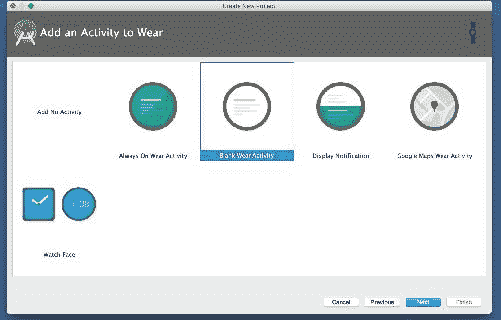 Create New Project
Add an Activity to Wear
Add No Activity
Always On Wear Activity
Blank Wear Activity
Display Notification
Google Maps Wear Activity
Watch Face
Cancel
Previous
Next
Finish